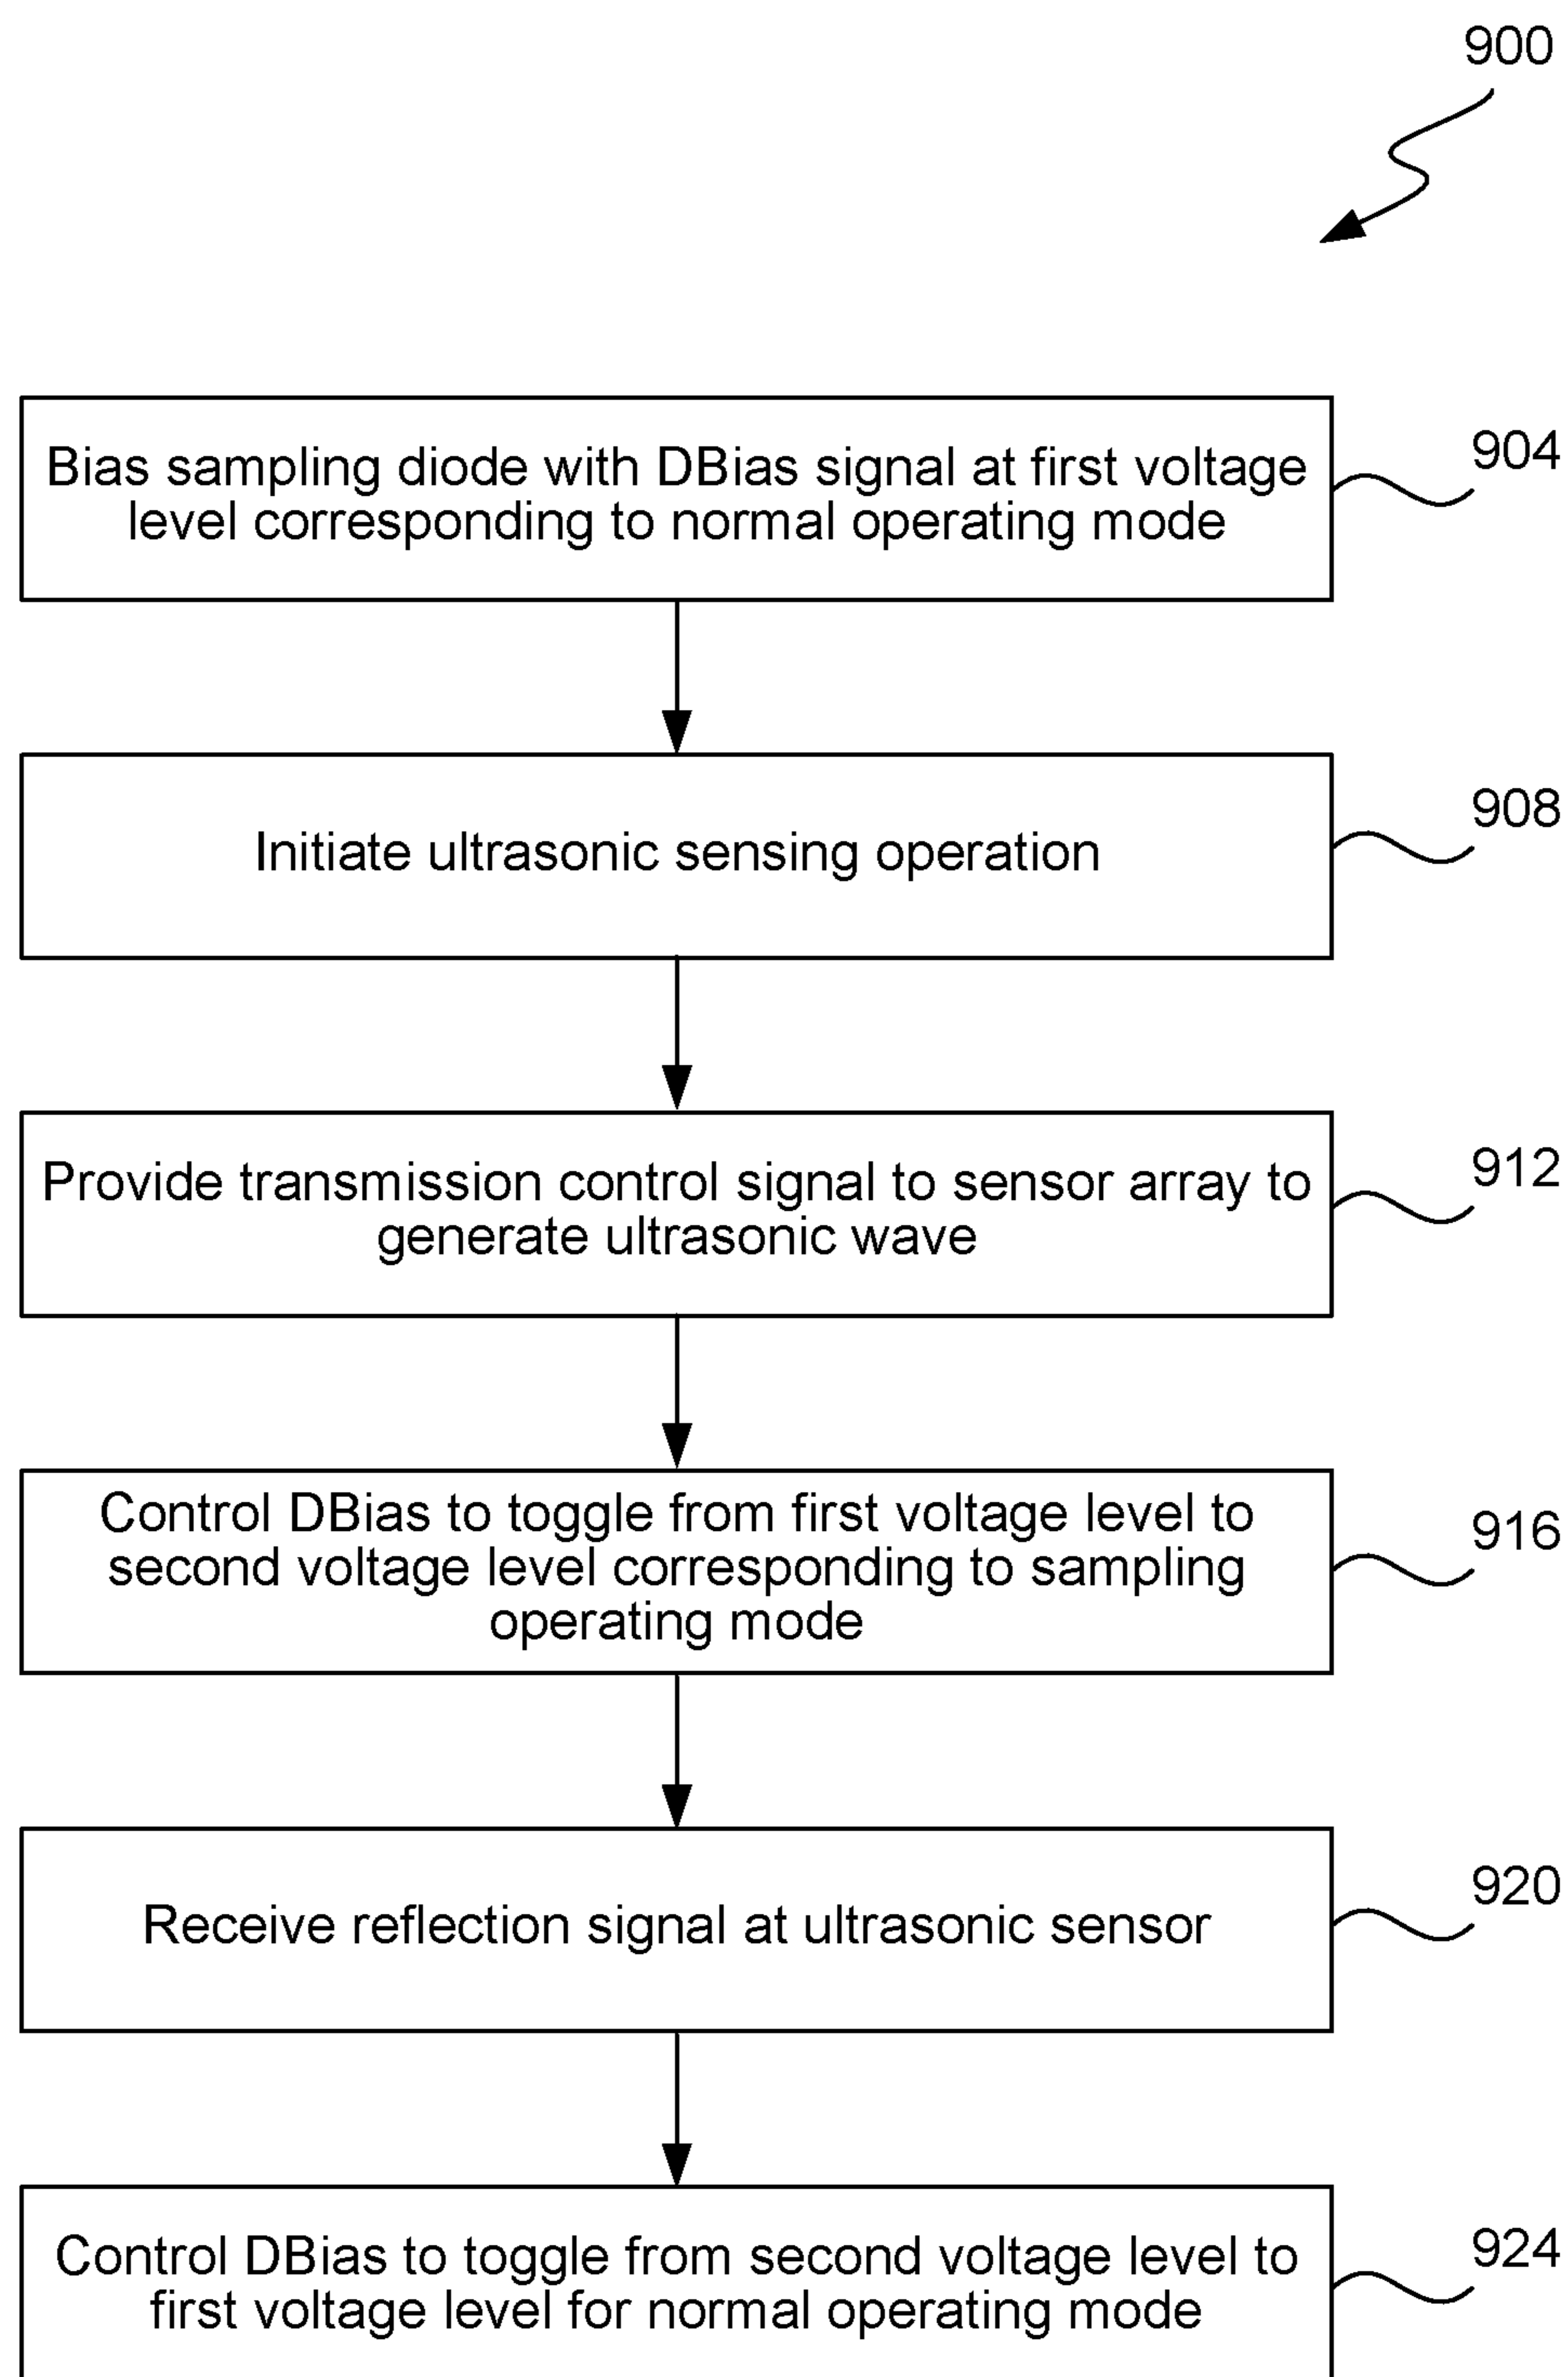 900
Bias sampling diode with DBias signal at first voltage
level corresponding to normal operating mode
904
Initiate ultrasonic sensing operation
908
Provide transmission control signal to sensor array to
generate ultrasonic wave
912
Control DBias to toggle from first voltage level to
second voltage level corresponding to sampling
operating mode
916
Receive reflection signal at ultrasonic sensor
920
Control DBias to toggle from second voltage level to
first voltage level for normal operating mode
924